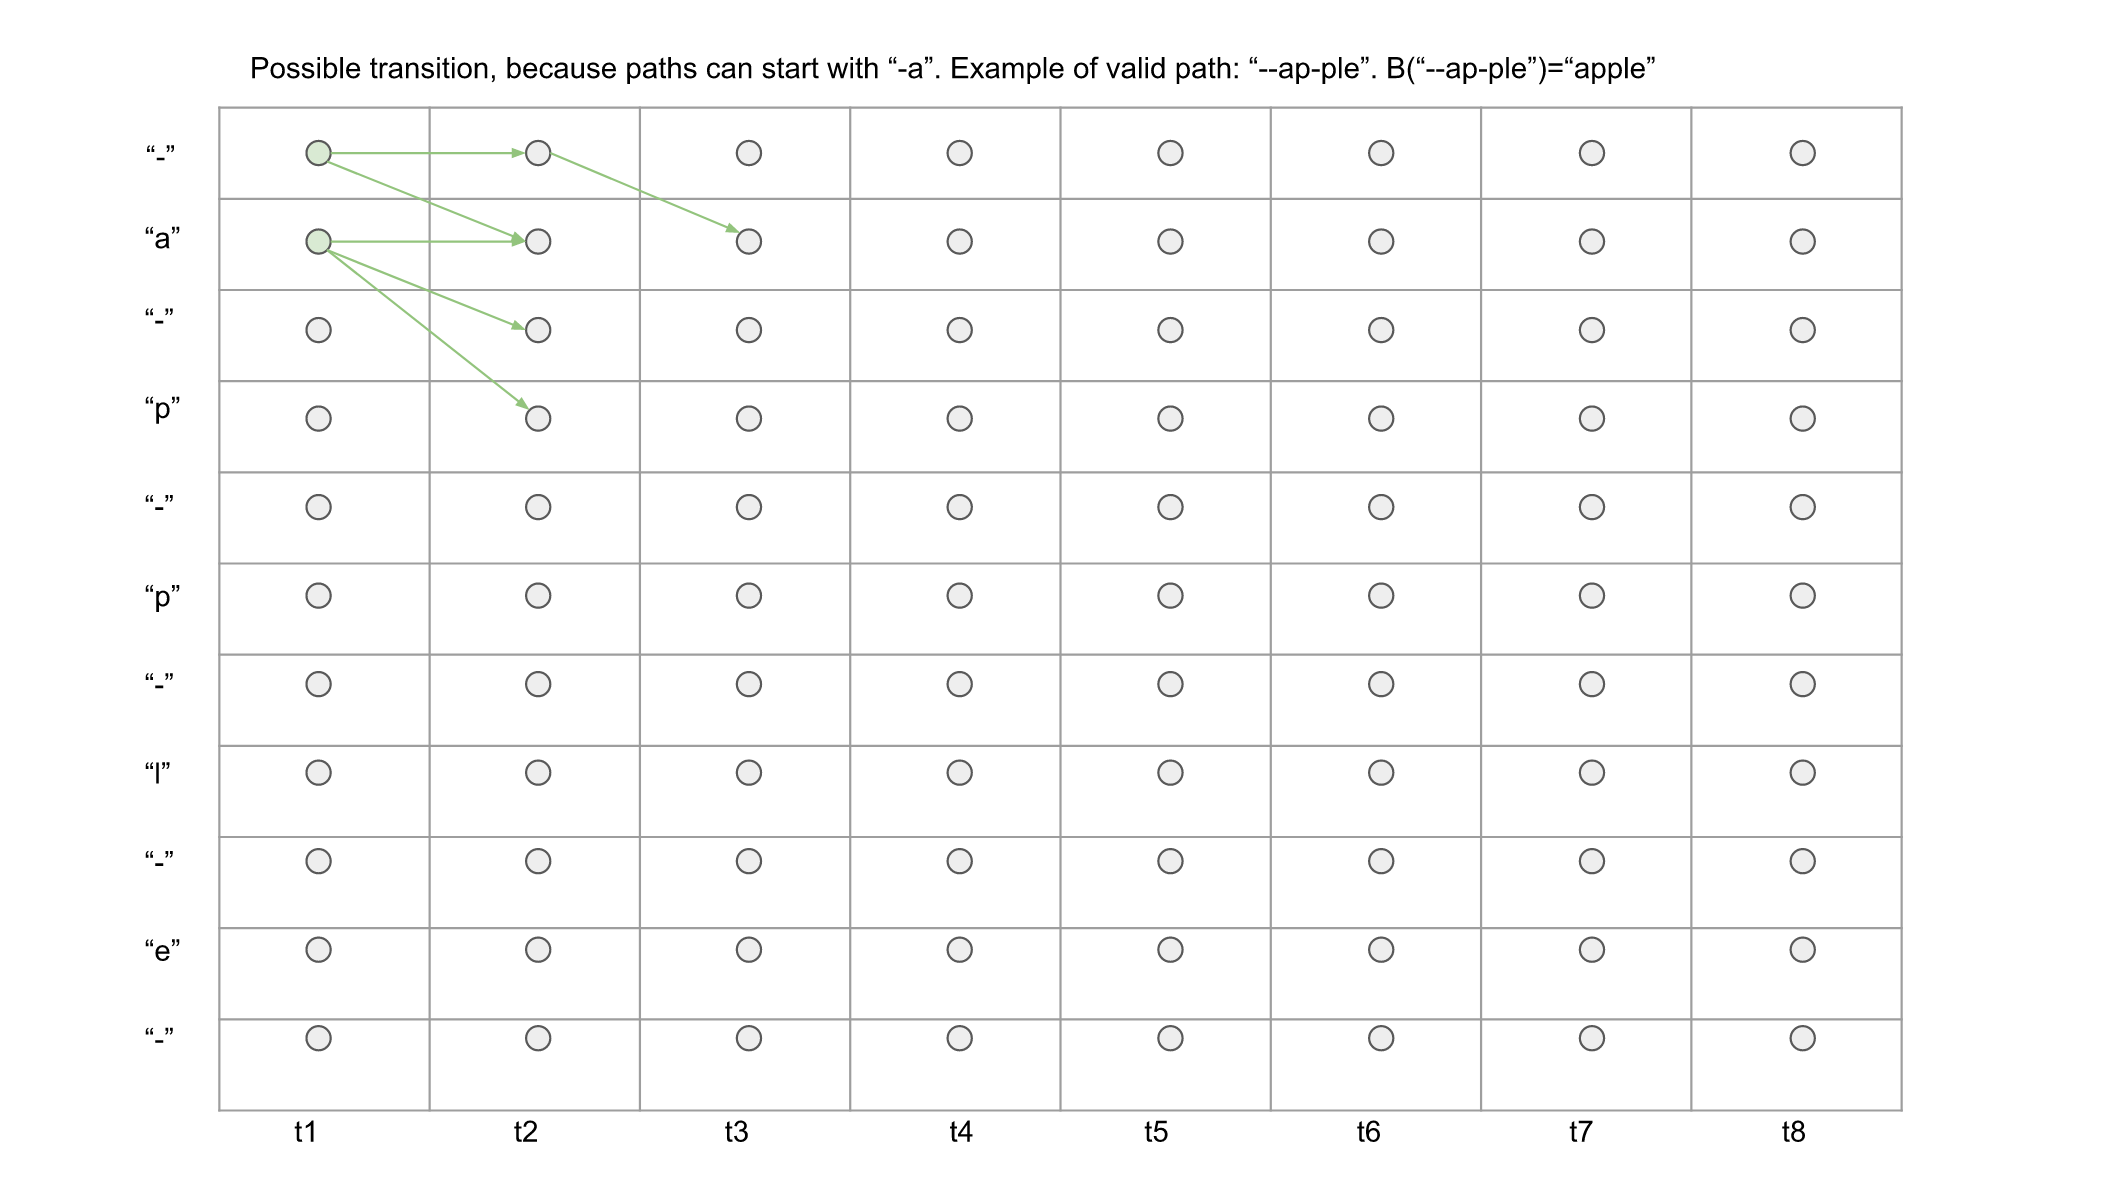 Possible transition, because paths can start with “-a”. Example of valid path: “--ap-ple”. B(“--ap-ple”)=“apple”
“-”
“a”
“-”
“p”
“-”
“p”
“-”
“l”
“-”
“e”
“-”
t1 t2 t3 t4 t5 t6 t7 t8